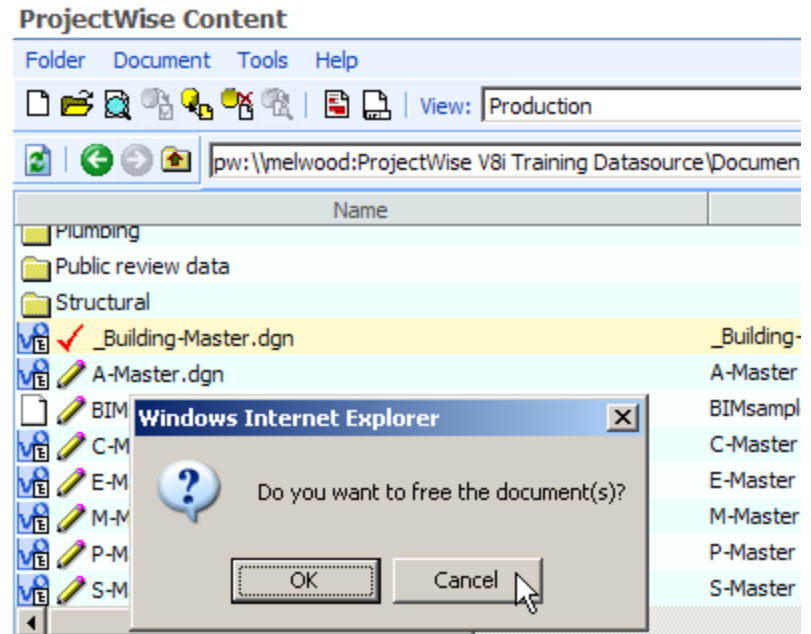 ProjectWise Content
Folder Document Tools Help
View: Production
pw:\\melwood:ProjectWise V8i Training Datasource\Documen
Name
Plumbing
Public review data
Structural
_Building-Master.dgn _Building-
A-Master.dgn A-Master
BIM BIMsampl
Windows Internet Explorer
C-M C-Master
E-M E-Master
Do you want to free the document(s)?
M-M M-Master
P-M P-Master
OK Cancel
S-M S-Master